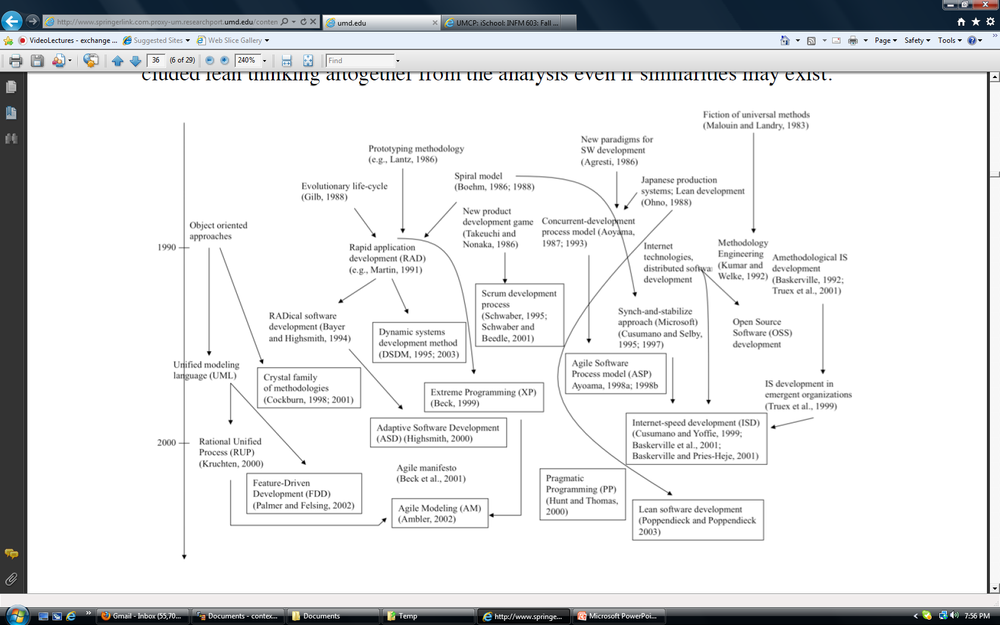 http://www.springerlink.com.proxy-um.researchport.umd.edu/conten
umd.edu
UMCP: iSchool: INFM 603: Fall ...
VideoLectures - exchange ...
Suggested Sites
Web Slice Gallery
Page
Safety
Tools
36
(6 of 29)
240%
Find
cluded lean thinking altogether from the analysis even if similarities may exist.
Fiction of universal methods
(Malouin and Landry, 1983)
New paradigms for
SW development
(Agresti, 1986)
Prototyping methodology
(e.g., Lantz, 1986)
Spiral model
(Boehm, 1986; 1988)
Japanese production
systems; Lean development
(Ohno, 1988)
Evolutionary life-cycle
(Gilb, 1988)
New product
development game
(Takeuchi and
Nonaka, 1986)
Concurrent-development
process model (Aoyama,
1987; 1993)
Object oriented
approaches
1990
Rapid application
development (RAD)
(e.g., Martin, 1991)
Internet
technologies,
distributed softwa
development
Methodology
Engineering
(Kumar and
Welke, 1992)
Amethodological IS
development
(Baskerville, 1992;
Truex et al., 2001)
Scrum development
process
(Schwaber, 1995;
Schwaber and
Beedle, 2001)
RADical software
development (Bayer
and Highsmith, 1994)
Dynamic systems
development method
(DSDM, 1995; 2003)
Synch-and-stabilize
approach (Microsoft)
(Cusumano and Selby,
1995; 1997)
Open Source
Software (OSS)
development
Unified modeling
language (UML)
Crystal family
of methodologies
(Cockburn, 1998; 2001)
Agile Software
Process model (ASP)
Ayoama, 1998a; 1998b
Extreme Programming (XP)
(Beck, 1999)
IS development in
emergent organizations
(Truex et al., 1999)
Adaptive Software Development
(ASD) (Highsmith, 2000)
Internet-speed development (ISD)
(Cusumano and Yoffie, 1999;
Baskerville et al., 2001;
Baskerville and Pries-Heje, 2001)
2000
Rational Unified
Process (RUP)
(Kruchten, 2000)
Agile manifesto
(Beck et al., 2001)
Feature-Driven
Development (FDD)
(Palmer and Felsing, 2002)
Pragmatic
Programming (PP)
(Hunt and Thomas,
2000)
Agile Modeling (AM)
(Ambler, 2002)
Lean software development
(Poppendieck and Poppendieck
2003)
Gmail - Inbox (55,70...
Documents - contex...
Documents
Temp
http://www.springe...
Microsoft PowerPoi...
7:56 PM